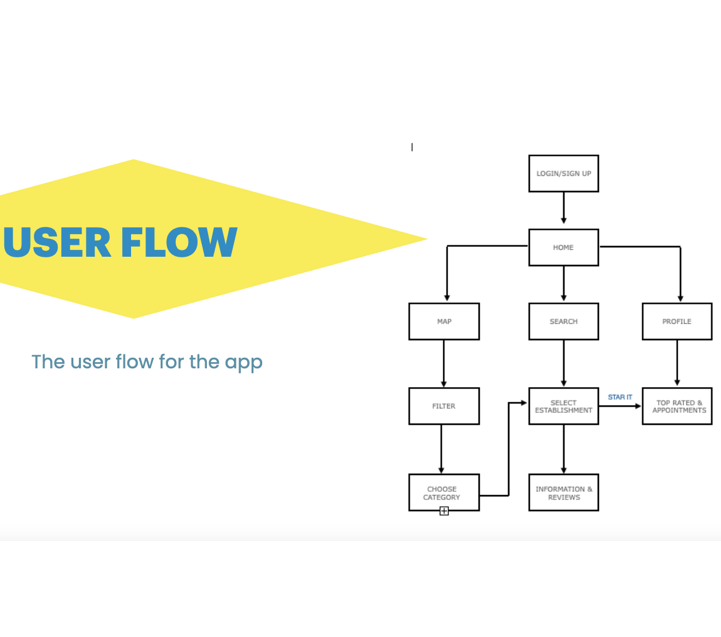 USER FLOW
The user flow for the app
LOGIN/SIGN UP
HOME
MAP
SEARCH
PROFILE
FILTER
SELECT
ESTABLISHMENT
STAR IT
TOP RATED &
APPOINTMENTS
CHOOSE
CATEGORY
INFORMATION &
REVIEWS